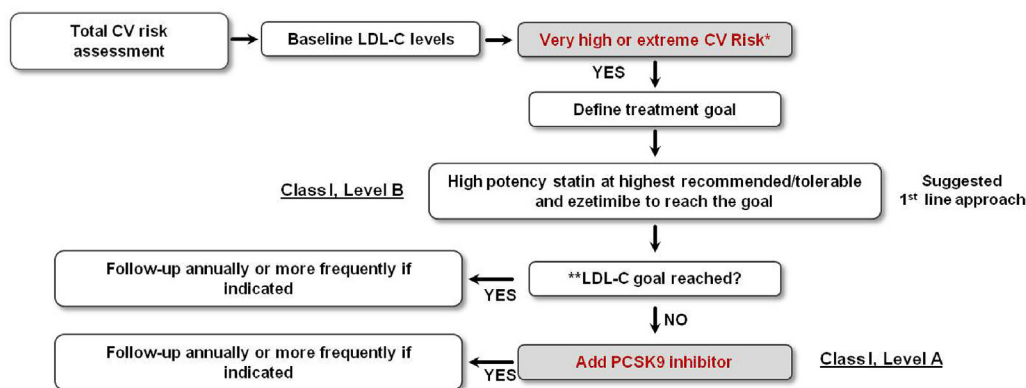 Total CV risk
assessment
Baseline LDL-C levels
Very high or extreme CV Risk*
YES
Define treatment goal
Class I, Level B
High potency statin at highest recommended/tolerable
and ezetimibe to reach the goal
Suggested
1st line approach
Follow-up annually or more frequently if
indicated
YES
**LDL-C goal reached?
NO
Follow-up annually or more frequently if
indicated
YES
Add PCSK9 inhibitor
Class I, Level A